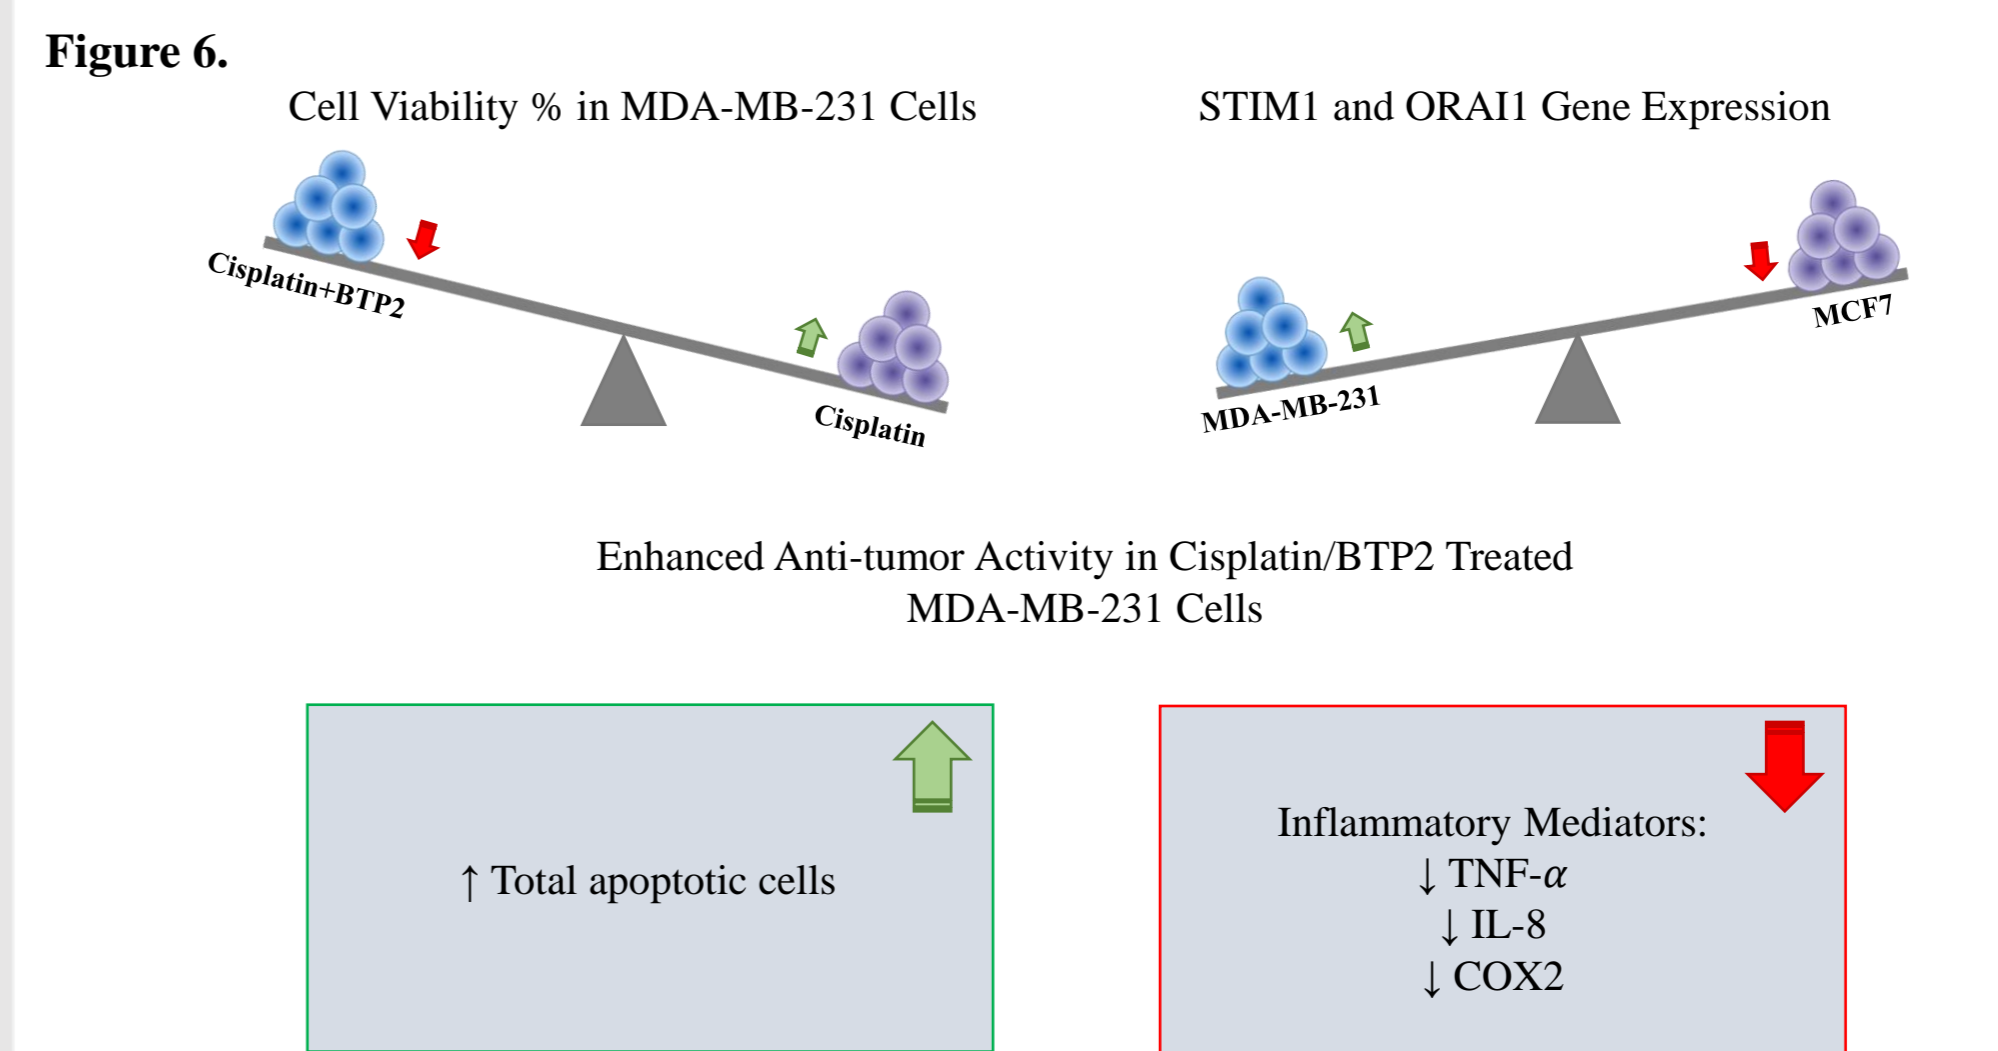 Figure 6.
Cell Viability % in MDA-MB-231 Cells
Cisplatin+BTP2
Cisplatin
STIM1 and ORAI1 Gene Expression
MDA-MB-231
MCF7
Enhanced Anti-tumor Activity in Cisplatin/BTP2 Treated
MDA-MB-231 Cells
↑ Total apoptotic cells
Inflammatory Mediators:
↓ TNF-α
↓ IL-8
↓ COX2